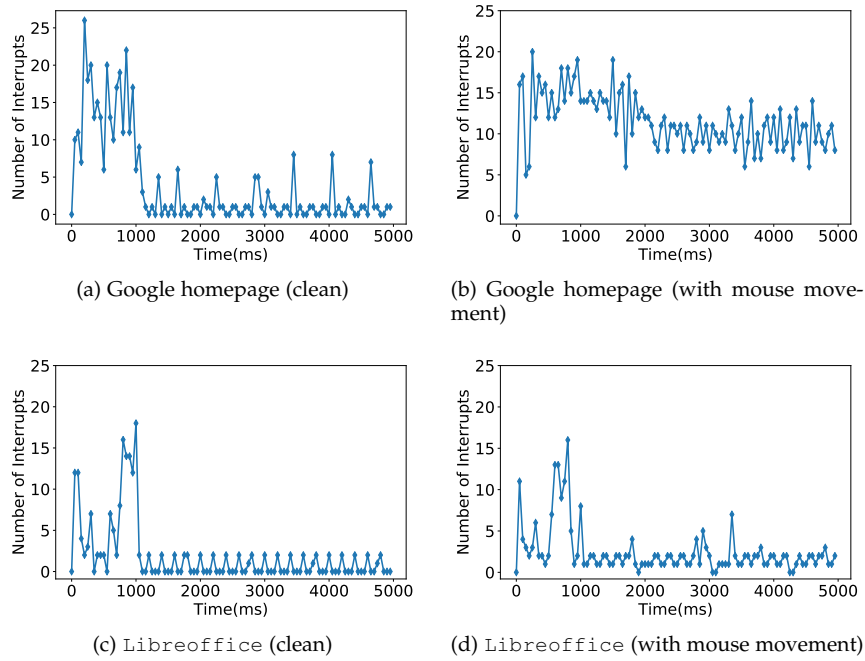 25
20
15
10
5
0
Number of Interrupts
0 1000 2000 3000 4000 5000
Time(ms)
(a) Google homepage (clean)
25
20
15
10
5
0
Number of Interrupts
0 1000 2000 3000 4000 5000
Time(ms)
(b) Google homepage (with mouse move-
ment)
25
20
15
10
5
0
Number of Interrupts
0 1000 2000 3000 4000 5000
Time(ms)
(c) Libreoffice (clean)
25
20
15
10
5
0
Number of Interrupts
0 1000 2000 3000 4000 5000
Time(ms)
(d) Libreoffice (with mouse movement)